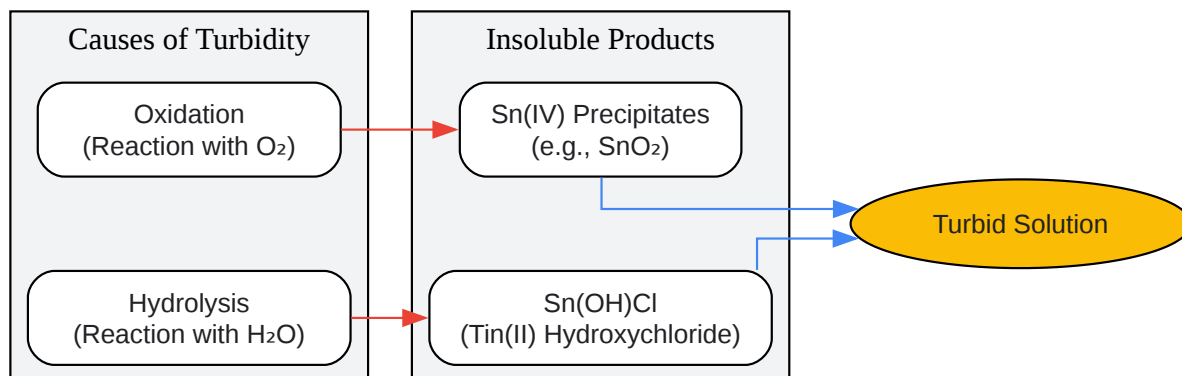 Causes of Turbidity
Oxidation
(Reaction with O₂)
Hydrolysis
(Reaction with H₂O)
Insoluble Products
Sn(IV) Precipitates
(e.g., SnO₂)
Sn(OH)Cl
(Tin(II) Hydroxychloride)
Turbid Solution